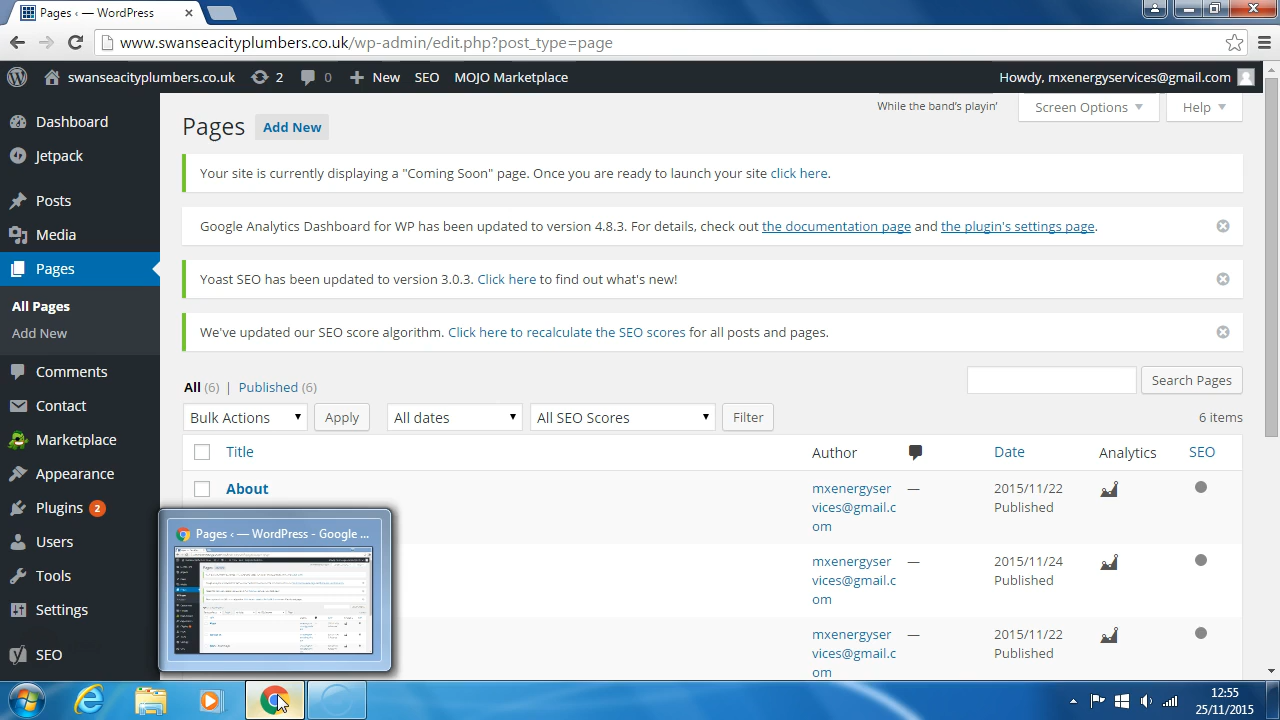 Pages ‹ — WordPress
www.swanseacityplumbers.co.uk/wp-admin/edit.php?post_type=page
swanseacityplumbers.co.uk 2 0 New SEO MOJO Marketplace Howdy, mxenergyservices@gmail.com
While the band's playin' Screen Options Help
Dashboard
Jetpack
Posts
Media
Pages
All Pages
Add New
Comments
Contact
Marketplace
Appearance
Plugins 2
Users
Tools
Settings
SEO
Pages Add New
Your site is currently displaying a "Coming Soon" page. Once you are ready to launch your site click here.
Google Analytics Dashboard for WP has been updated to version 4.8.3. For details, check out the documentation page and the plugin's settings page.
Yoast SEO has been updated to version 3.0.3. Click here to find out what's new!
We've updated our SEO score algorithm. Click here to recalculate the SEO scores for all posts and pages.
All (6) | Published (6)
Search Pages
Bulk Actions Apply All dates All SEO Scores Filter 6 items
Title Author Date Analytics SEO
About mxenergyser — 2015/11/22
vices@gmail.c Published
om
mxenergyser — 2015/11/24
vices@gmail.c Published
om
mxenergyser — 2015/11/22
vices@gmail.c Published
om
Pages ‹ — WordPress - Google ...
12:55
25/11/2015